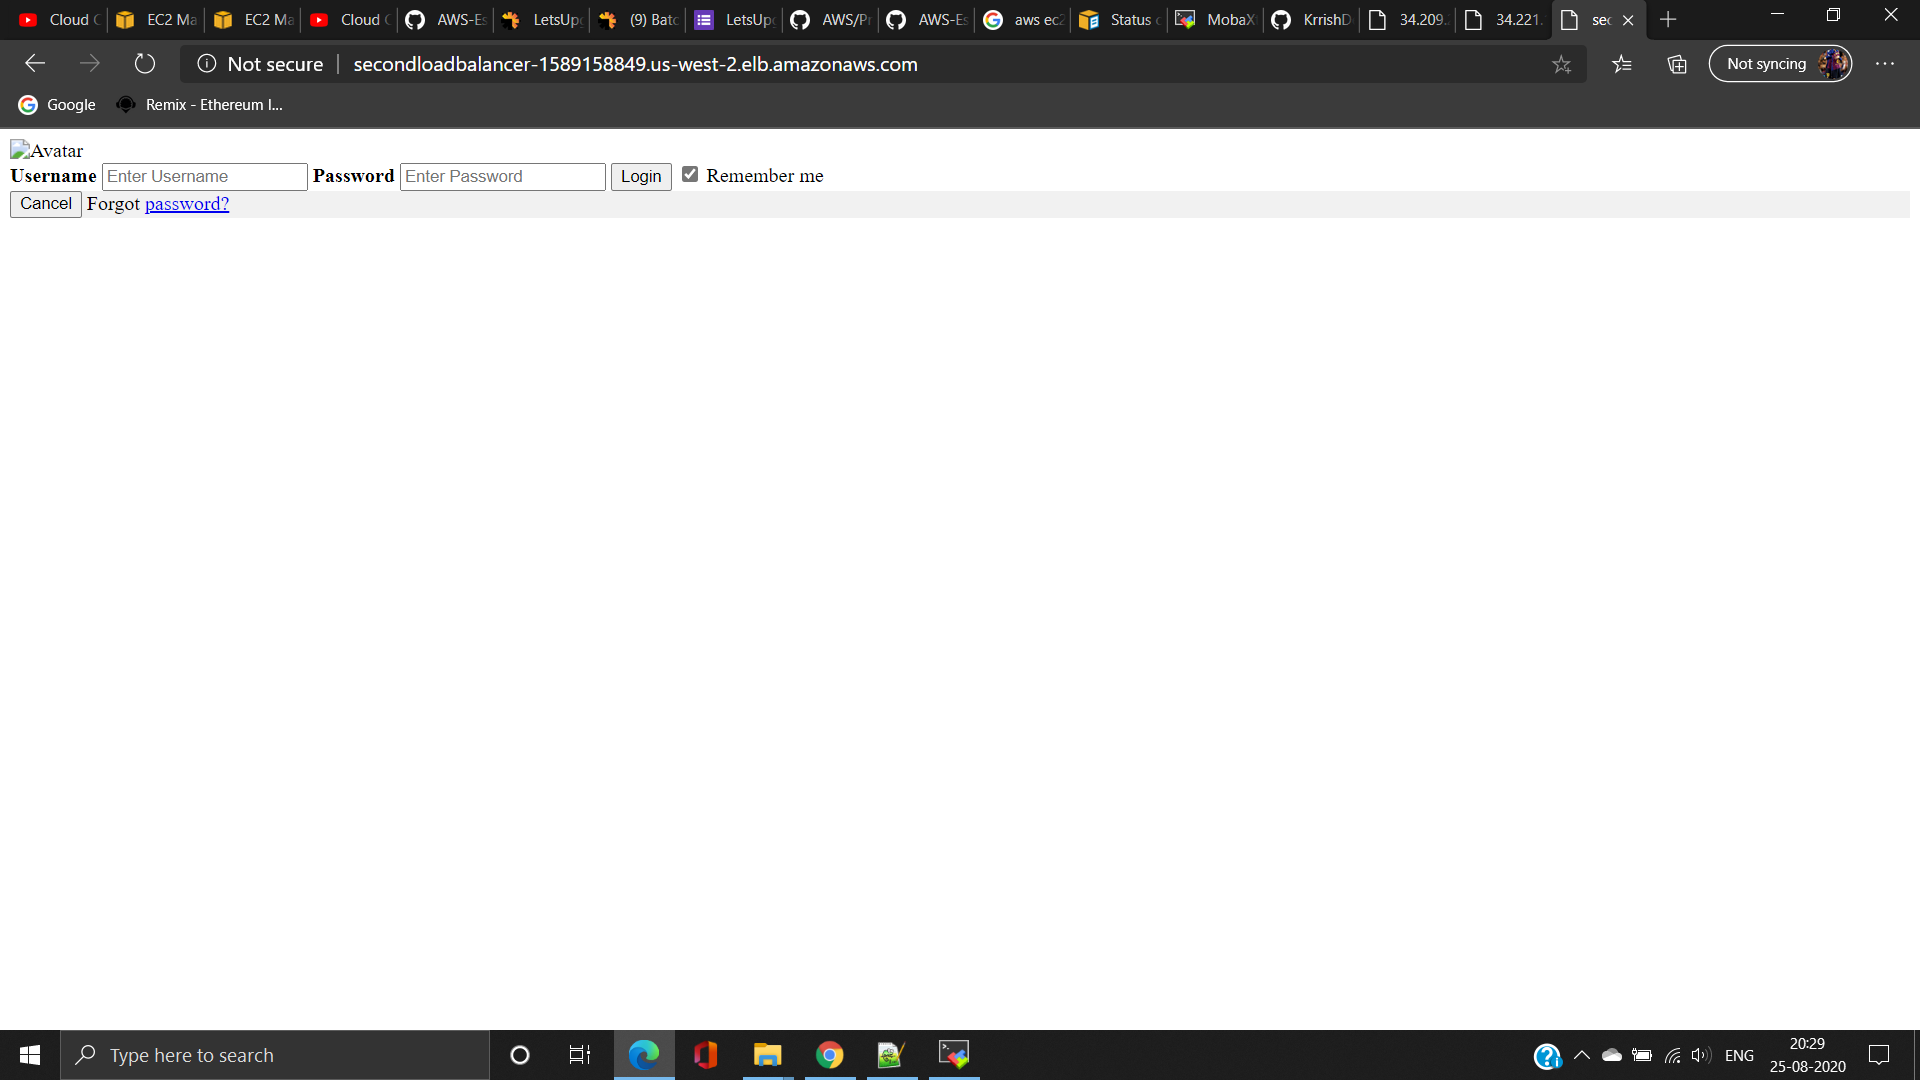 Cloud C
EC2 Ma
EC2 Ma
Cloud C
AWS-Es
LetsUp
(9) Batc
LetsUp
AWS/Pr
AWS-Es
aws ec2
Status c
MobaX
KrrishD
34.209.
34.221.
sec
Not secure
secondloadbalancer-1589158849.us-west-2.elb.amazonaws.com
Not syncing
Google
Remix - Ethereum I...
Avatar
Username Enter Username Password Enter Password Login Remember me
Cancel Forgot password?
Type here to search
ENG
20:29
25-08-2020